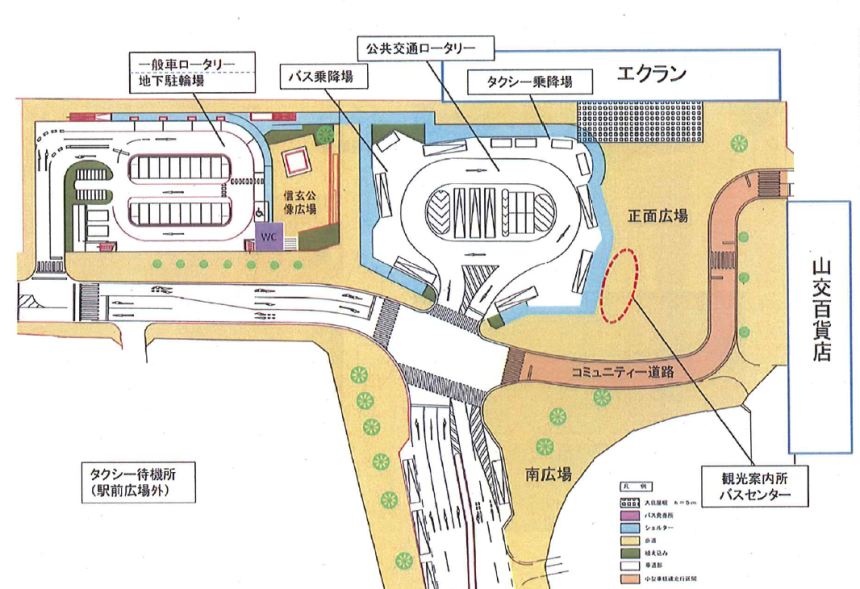 一般車ロータリー
地下駐輪場
バス乗降場
公共交通ロータリー
タクシー乗降場
エクラン
信玄公
像広場
WC
正面広場
山交百貨店
コミュニティー道路
南広場
タクシー待機所
(駅前広場外)
観光案内所
バスセンター
凡 例
シェルター
歩道
植え込み
車道部